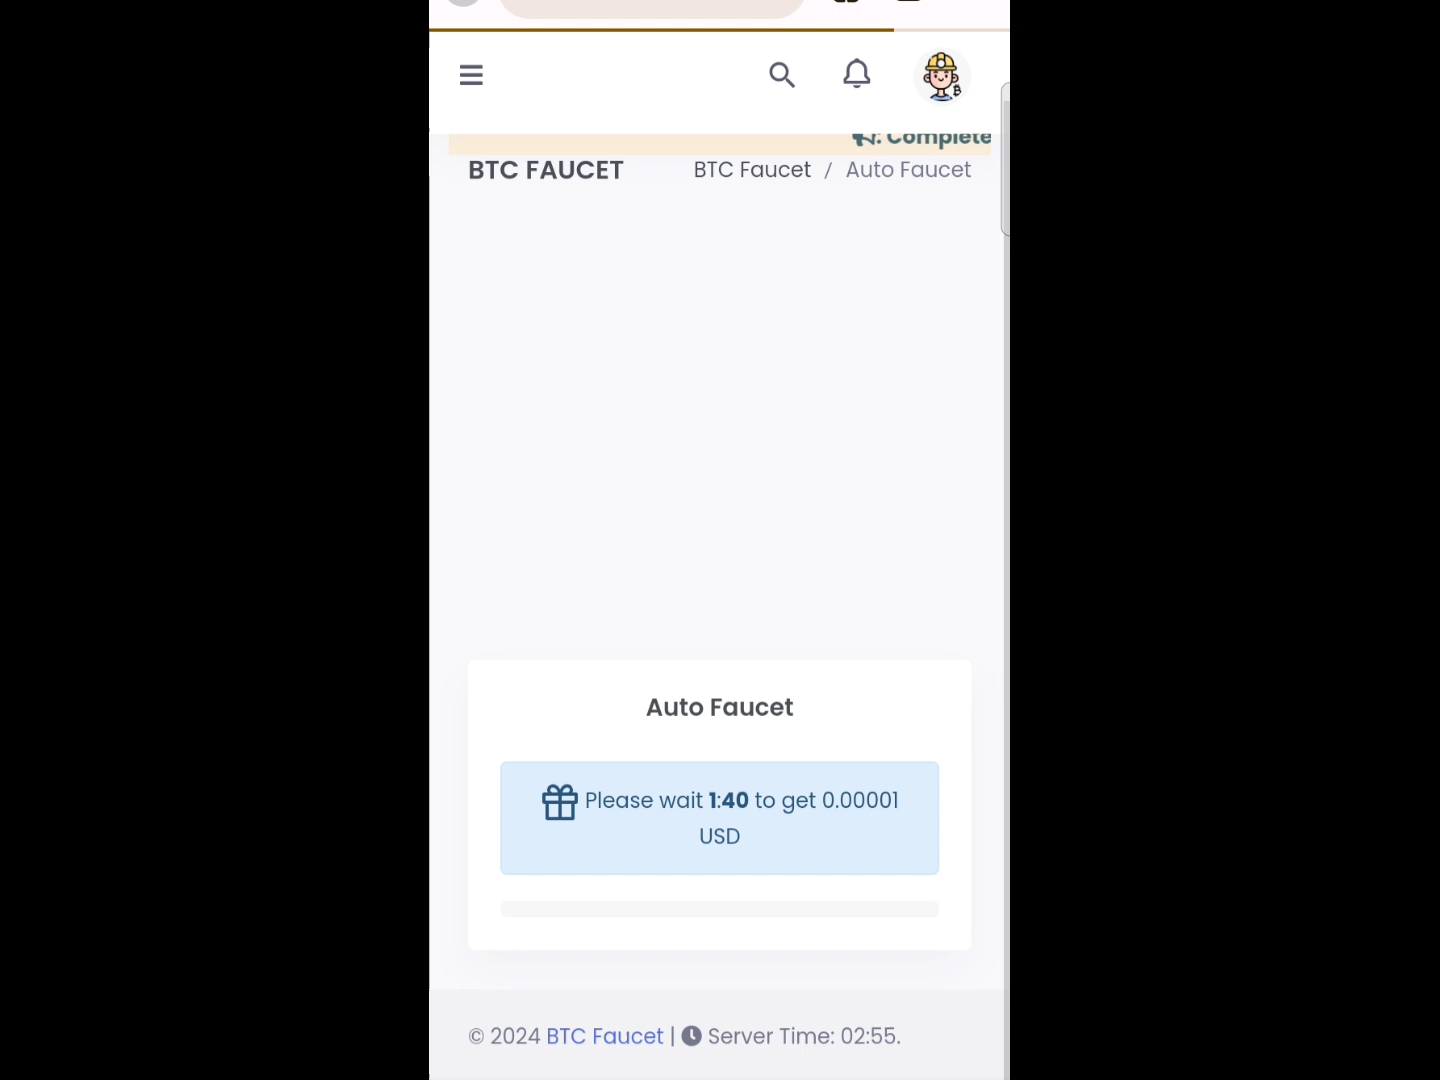 : Complete
BTC FAUCET
BTC Faucet / Auto Faucet
Auto Faucet
Please wait 1:40 to get 0.00001
USD
© 2024 BTC Faucet | Server Time: 02:55.